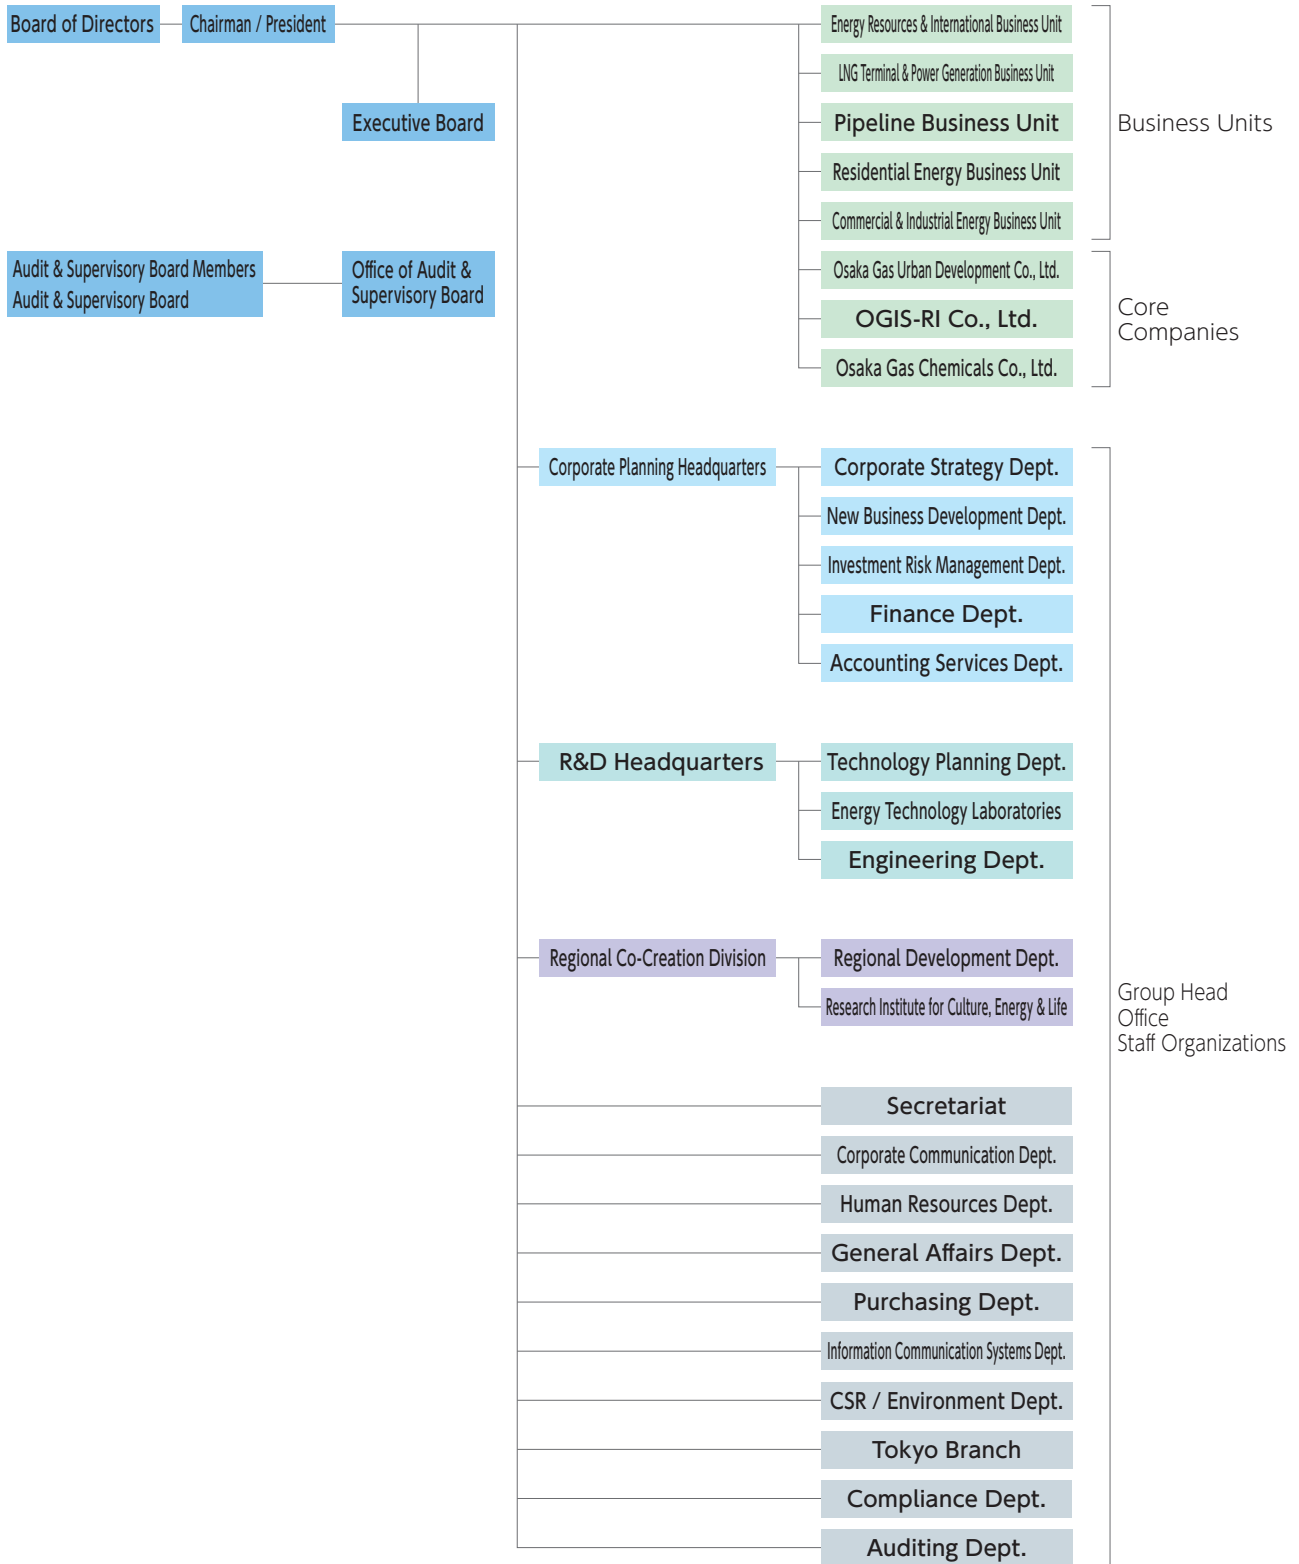 Board of Directors
Chairman / President
Executive Board
Audit & Supervisory Board Members
Audit & Supervisory Board
Office of Audit &
Supervisory Board
Energy Resources & International Business Unit
LNG Terminal & Power Generation Business Unit
Pipeline Business Unit
Residential Energy Business Unit
Commercial & Industrial Energy Business Unit
Business Units
Osaka Gas Urban Development Co., Ltd.
OGIS-RI Co., Ltd.
Osaka Gas Chemicals Co., Ltd.
Core
Companies
Corporate Planning Headquarters
Corporate Strategy Dept.
New Business Development Dept.
Investment Risk Management Dept.
Finance Dept.
Accounting Services Dept.
R&D Headquarters
Technology Planning Dept.
Energy Technology Laboratories
Engineering Dept.
Regional Co-Creation Division
Regional Development Dept.
Research Institute for Culture, Energy & Life
Secretariat
Corporate Communication Dept.
Human Resources Dept.
General Affairs Dept.
Purchasing Dept.
Information Communication Systems Dept.
CSR / Environment Dept.
Tokyo Branch
Compliance Dept.
Auditing Dept.
Group Head
Office
Staff Organizations